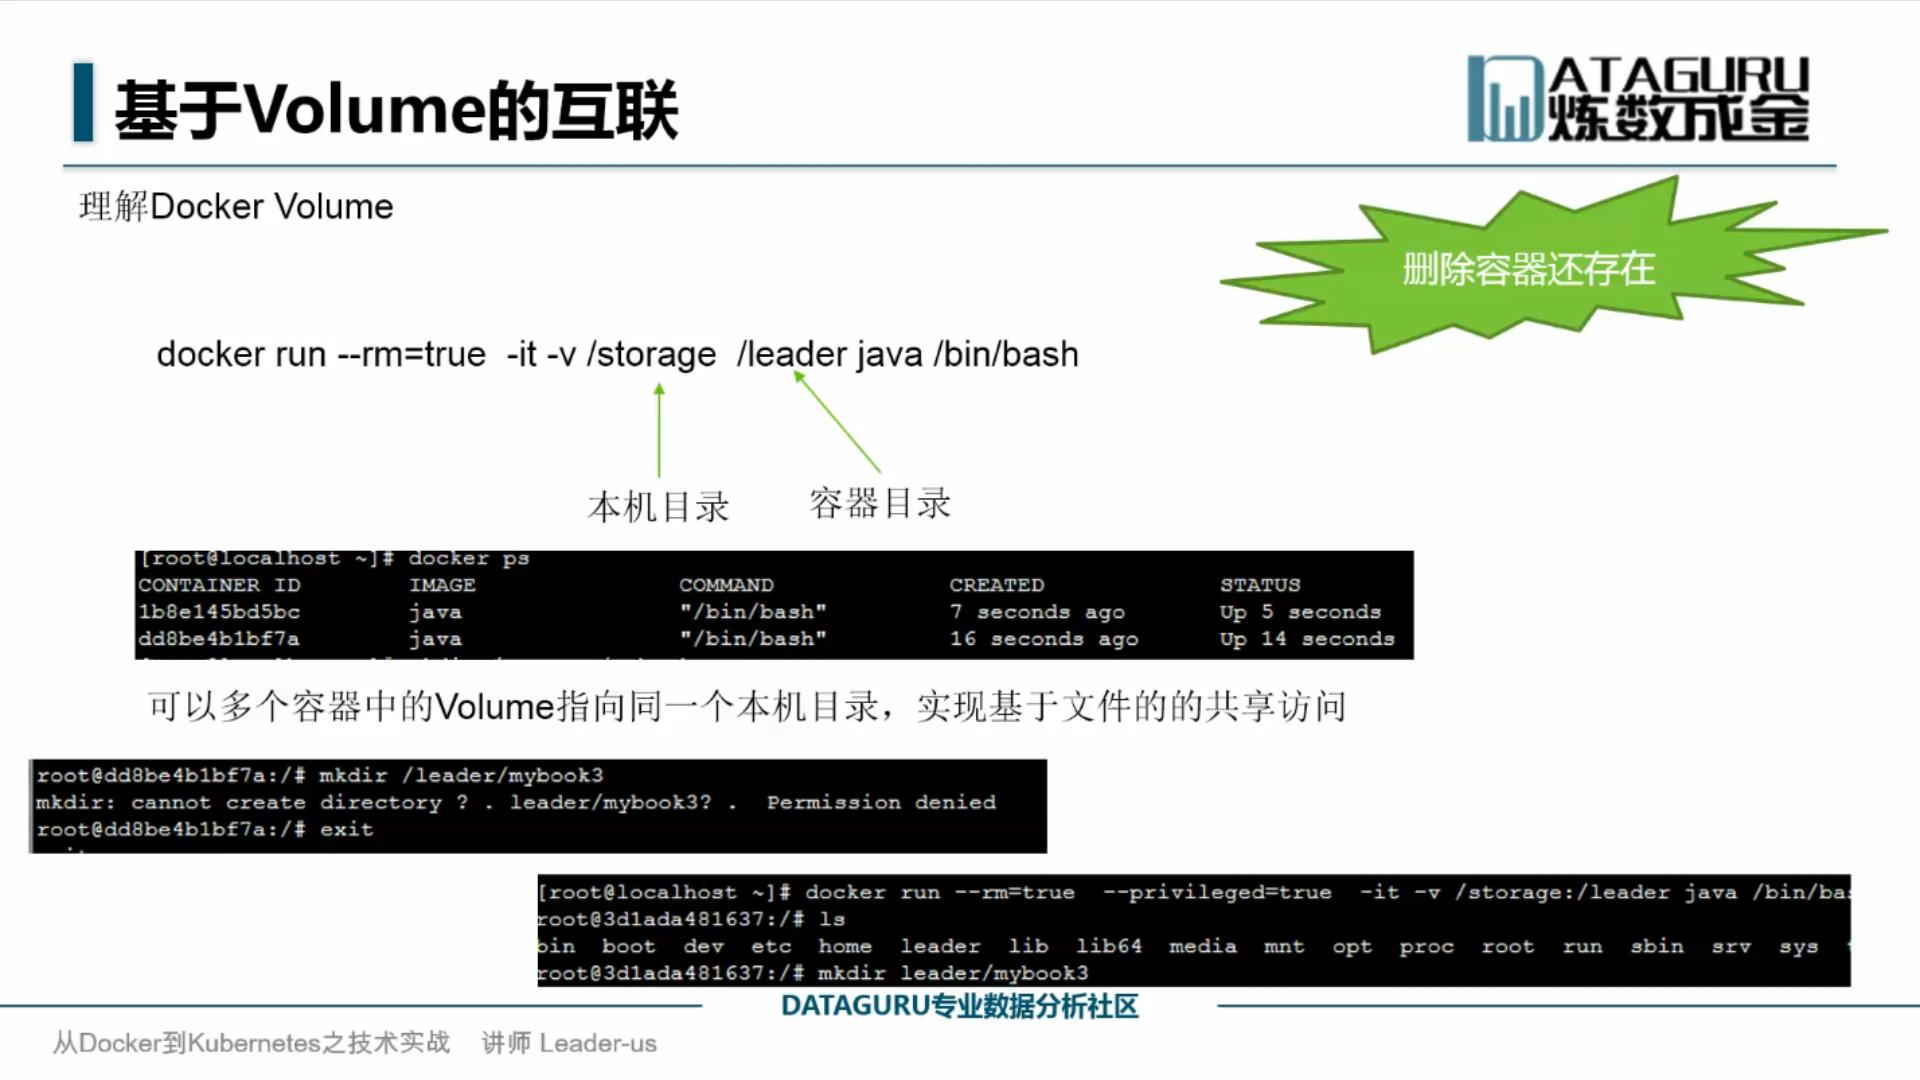 基于Volume的互联
DATAGURU
炼数成金
理解Docker Volume
删除容器还存在
docker run --rm=true -it -v /storage /leader java /bin/bash
本机目录 容器目录
[root@localhost ~]# docker ps
CONTAINER ID IMAGE COMMAND CREATED STATUS
1b8e145bd5bc java "/bin/bash" 7 seconds ago Up 5 seconds
dd8be4b1bf7a java "/bin/bash" 16 seconds ago Up 14 seconds
可以多个容器中的Volume指向同一个本机目录，实现基于文件的的共享访问
root@dd8be4b1bf7a:/# mkdir /leader/mybook3
mkdir: cannot create directory ? . leader/mybook3? . Permission denied
root@dd8be4b1bf7a:/# exit
[root@localhost ~]# docker run --rm=true --privileged=true -it -v /storage:/leader java /bin/bas
root@3d1ada481637:/# ls
bin boot dev etc home leader lib lib64 media mnt opt proc root run sbin srv sys
root@3d1ada481637:/# mkdir leader/mybook3
DATAGURU专业数据分析社区
从Docker到Kubernetes之技术实战 讲师 Leader-us